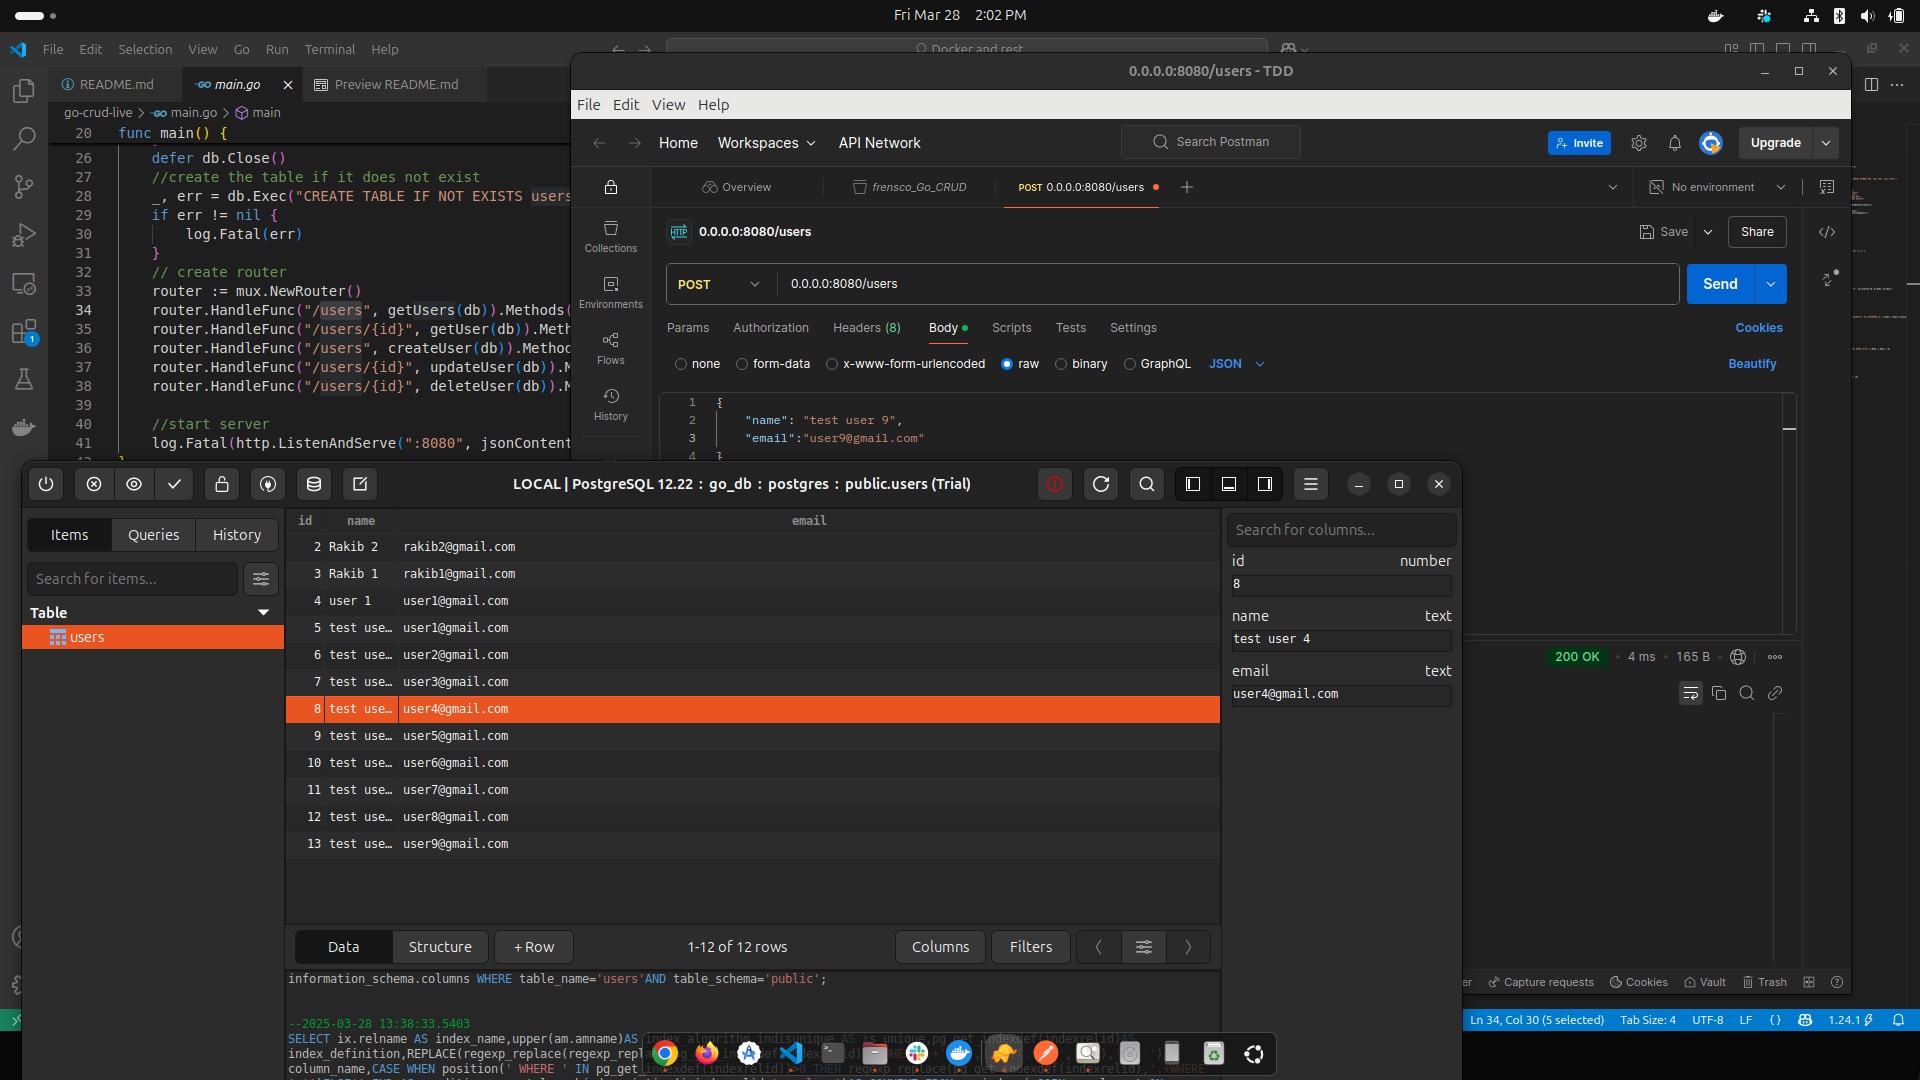 Fri Mar 28 2:02 PM
File Edit Selection View Go Run Terminal Help
Docker and rest
README.md
main.go
Preview README.md
go-crud-live > main.go > main
20 func main() {
26 defer db.Close()
27 //create the table if it does not exist
28 _, err = db.Exec("CREATE TABLE IF NOT EXISTS users
29 if err != nil {
30 log.Fatal(err)
31 }
32 // create router
33 router := mux.NewRouter()
34 router.HandleFunc("/users", getUsers(db)).Methods(
35 router.HandleFunc("/users/{id}", getUser(db)).Meth
36 router.HandleFunc("/users", createUser(db)).Method
37 router.HandleFunc("/users/{id}", updateUser(db)).M
38 router.HandleFunc("/users/{id}", deleteUser(db)).M
39
40 //start server
41 log.Fatal(http.ListenAndServe(":8080", jsonContent
1
0.0.0.0:8080/users - TDD
File Edit View Help
Home Workspaces API Network
Search Postman
Invite
Upgrade
Overview
frensco_Go_CRUD
POST 0.0.0.0:8080/users
No environment
Collections
Environments
Flows
History
HTTP 0.0.0.0:8080/users
Save
Share
POST 0.0.0.0:8080/users
Send
Params Authorization Headers (8) Body Scripts Tests Settings
Cookies
none form-data x-www-form-urlencoded raw binary GraphQL JSON
Beautify
1 {
2 "name": "test user 9",
3 "email":"user9@gmail.com"
4 }
200 OK 4 ms 165 B
Capture requests Cookies Vault Trash
LOCAL | PostgreSQL 12.22 : go_db : postgres : public.users (Trial)
Items Queries History
Search for items...
Table
users
id name email
2 Rakib 2 rakib2@gmail.com
3 Rakib 1 rakib1@gmail.com
4 user 1 user1@gmail.com
5 test use... user1@gmail.com
6 test use... user2@gmail.com
7 test use... user3@gmail.com
8 test use... user4@gmail.com
9 test use... user5@gmail.com
10 test use... user6@gmail.com
11 test use... user7@gmail.com
12 test use... user8@gmail.com
13 test use... user9@gmail.com
Search for columns...
id number
8
name text
test user 4
email text
user4@gmail.com
Data Structure + Row
1-12 of 12 rows
Columns Filters
information_schema.columns WHERE table_name='users'AND table_schema='public';
--2025-03-28 13:38:33.5403
SELECT ix.relname AS index_name,upper(am.amname)AS index_algorithm,indisunique AS is_unique,pg_get_indexdef(indexrelid)AS
index_definition,REPLACE(regexp_replace(regexp_repla
column_name,CASE WHEN position(' WHERE ' IN pg_get_indexdef(indexrelid))>0 THEN regexp_replace(pg_get_indexdef(indexrelid),'.+WHERE
Ln 34, Col 30 (5 selected) Tab Size: 4 UTF-8 LF {} 1.24.1